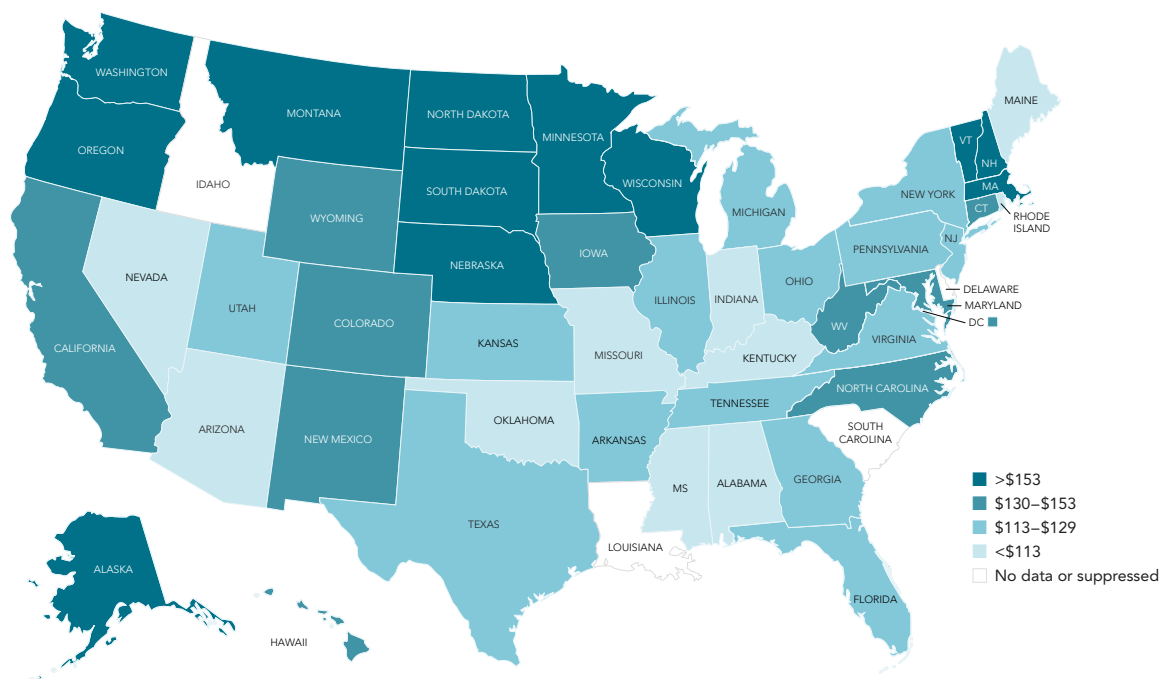 WASHINGTON
MONTANA
NORTH DAKOTA
MINNESOTA
MAINE
OREGON
IDAHO
SOUTH DAKOTA
WISCONSIN
VT
NH
MA
NEW YORK
CT
RHODE
ISLAND
WYOMING
MICHIGAN
NEBRASKA
IOWA
PENNSYLVANIA
NJ
NEVADA
UTAH
COLORADO
ILLINOIS
INDIANA
OHIO
DELAWARE
MARYLAND
DC
WV
VIRGINIA
CALIFORNIA
KANSAS
MISSOURI
KENTUCKY
NORTH CAROLINA
TENNESSEE
ARIZONA
NEW MEXICO
OKLAHOMA
ARKANSAS
SOUTH
CAROLINA
MS
ALABAMA
GEORGIA
TEXAS
LOUISIANA
FLORIDA
ALASKA
HAWAII
>$153
$130–$153
$113–$129
<$113
No data or suppressed